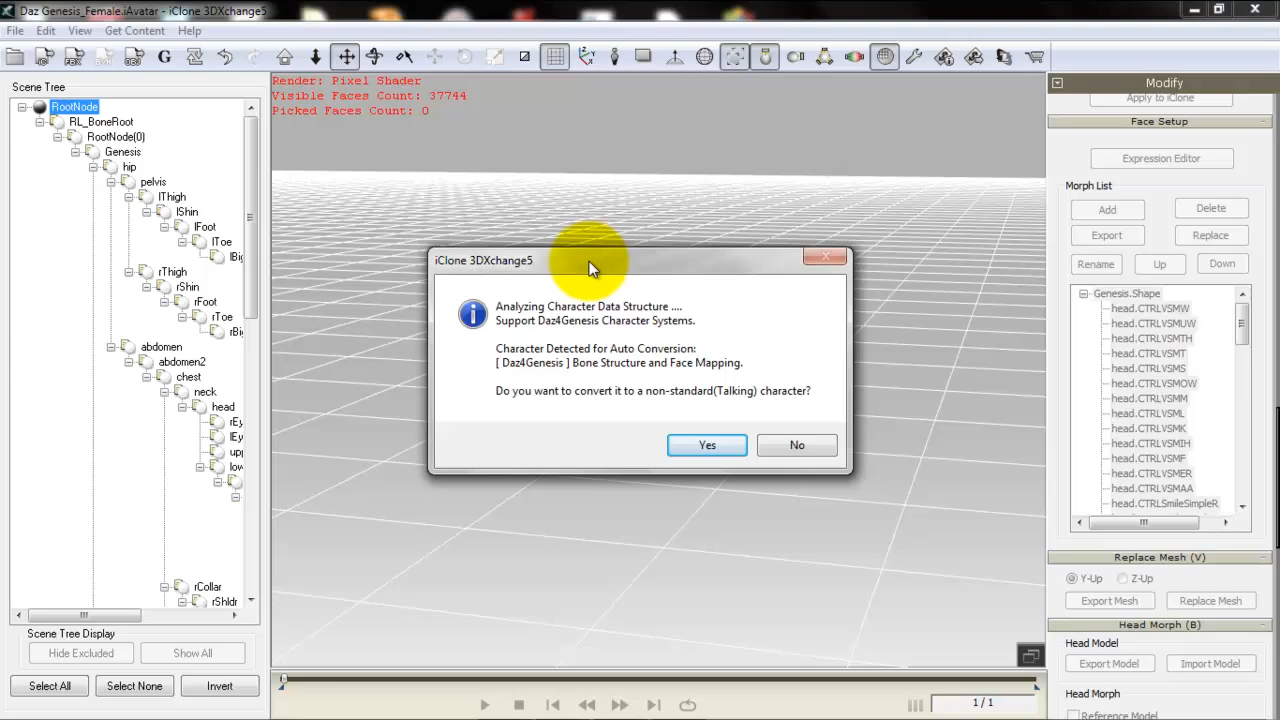 Daz Genesis_Female.iAvatar - iClone 3DXchange5
File Edit View Get Content Help
G
Scene Tree
RootNode
RL_BoneRoot
RootNode(0)
Genesis
hip
pelvis
lThigh
lShin
lFoot
lToe
rThigh
rShin
rFoot
rToe
abdomen
abdomen2
chest
neck
head
rCollar
rShldr
Scene Tree Display
Hide Excluded Show All
Select All Select None Invert
Render: Pixel Shader
Visible Faces Count: 37744
Picked Faces Count: 0
iClone 3DXchange5
Analyzing Character Data Structure ....
Support Daz4Genesis Character Systems.
Character Detected for Auto Conversion:
[ Daz4Genesis ] Bone Structure and Face Mapping.
Do you want to convert it to a non-standard(Talking) character?
Yes No
1 / 1
Modify
Apply to iClone
Face Setup
Expression Editor
Morph List
Add Delete
Export Replace
Rename Up Down
Genesis.Shape
head.CTRLVSMW
head.CTRLVSMUW
head.CTRLVSMTH
head.CTRLVSMT
head.CTRLVSMS
head.CTRLVSMOW
head.CTRLVSMM
head.CTRLVSML
head.CTRLVSMK
head.CTRLVSMIH
head.CTRLVSMF
head.CTRLVSMER
head.CTRLVSMAA
head.CTRLSmileSimpleR
Replace Mesh (V)
Y-Up Z-Up
Export Mesh Replace Mesh
Head Morph (B)
Head Model
Export Model Import Model
Head Morph
Reference Model